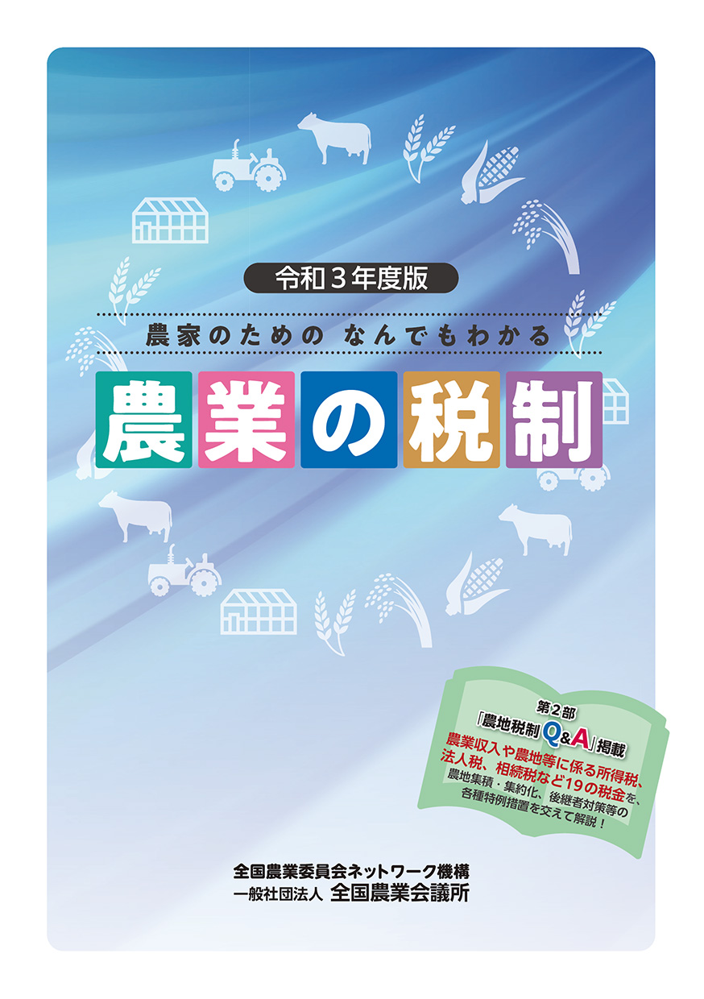 令和3年度版
農家のための なんでもわかる
農業の税制
第2部
「農地税制 Q&A」掲載
農業収入や農地等に係る所得税、
法人税、相続税など19の税金を、
農地集積・集約化、後継者対策等の
各種特例措置を交えて解説！
全国農業委員会ネットワーク機構
一般社団法人 全国農業会議所